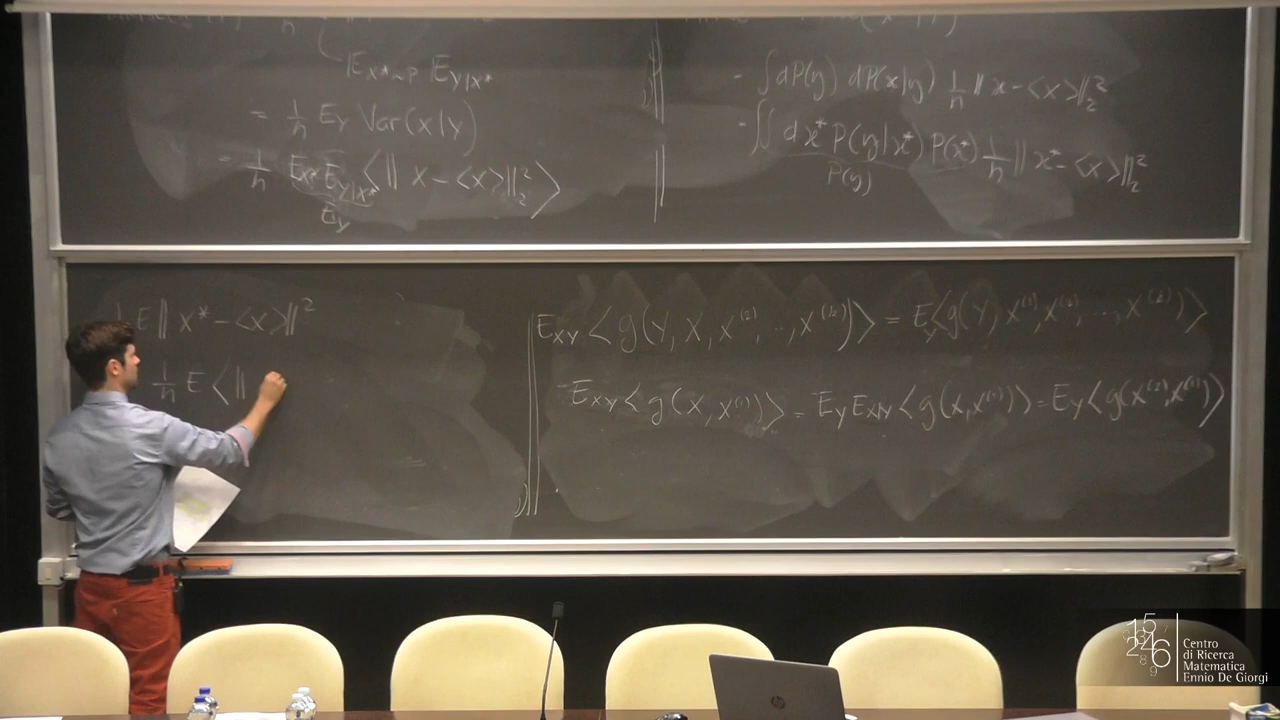 𝔼_{X*~P} 𝔼_{Y|X*}
= 1/n 𝔼_Y Var(X|Y)
= 1/n 𝔼_{X*} 𝔼_{Y|X*} ⟨‖ X - ⟨X⟩‖₂² ⟩
𝔼_Y
- ∫dP(y) dP(x|y) 1/n ‖ x - ⟨x⟩‖₂²
- ∬ dx* P(y|x*) P(x*) 1/n ‖ x* - ⟨x⟩‖₂²
P(y)
E ‖ X* - ⟨X⟩‖²
1/n E ⟨‖
E_{XY} ⟨ g(Y, X, X^{(2)}, .., X^{(k)}) ⟩ = E_Y ⟨g(Y, X^{(1)}, X^{(2)}, ..., X^{(k)}) ⟩
E_{XY} ⟨ g(X, X^{(1)}) ⟩ = E_Y E_{X|Y} ⟨ g(X, X^{(1)}) ⟩ = E_Y ⟨ g(X^{(2)}, X^{(1)}) ⟩
Centro
di Ricerca
Matematica
Ennio De Giorgi
hp